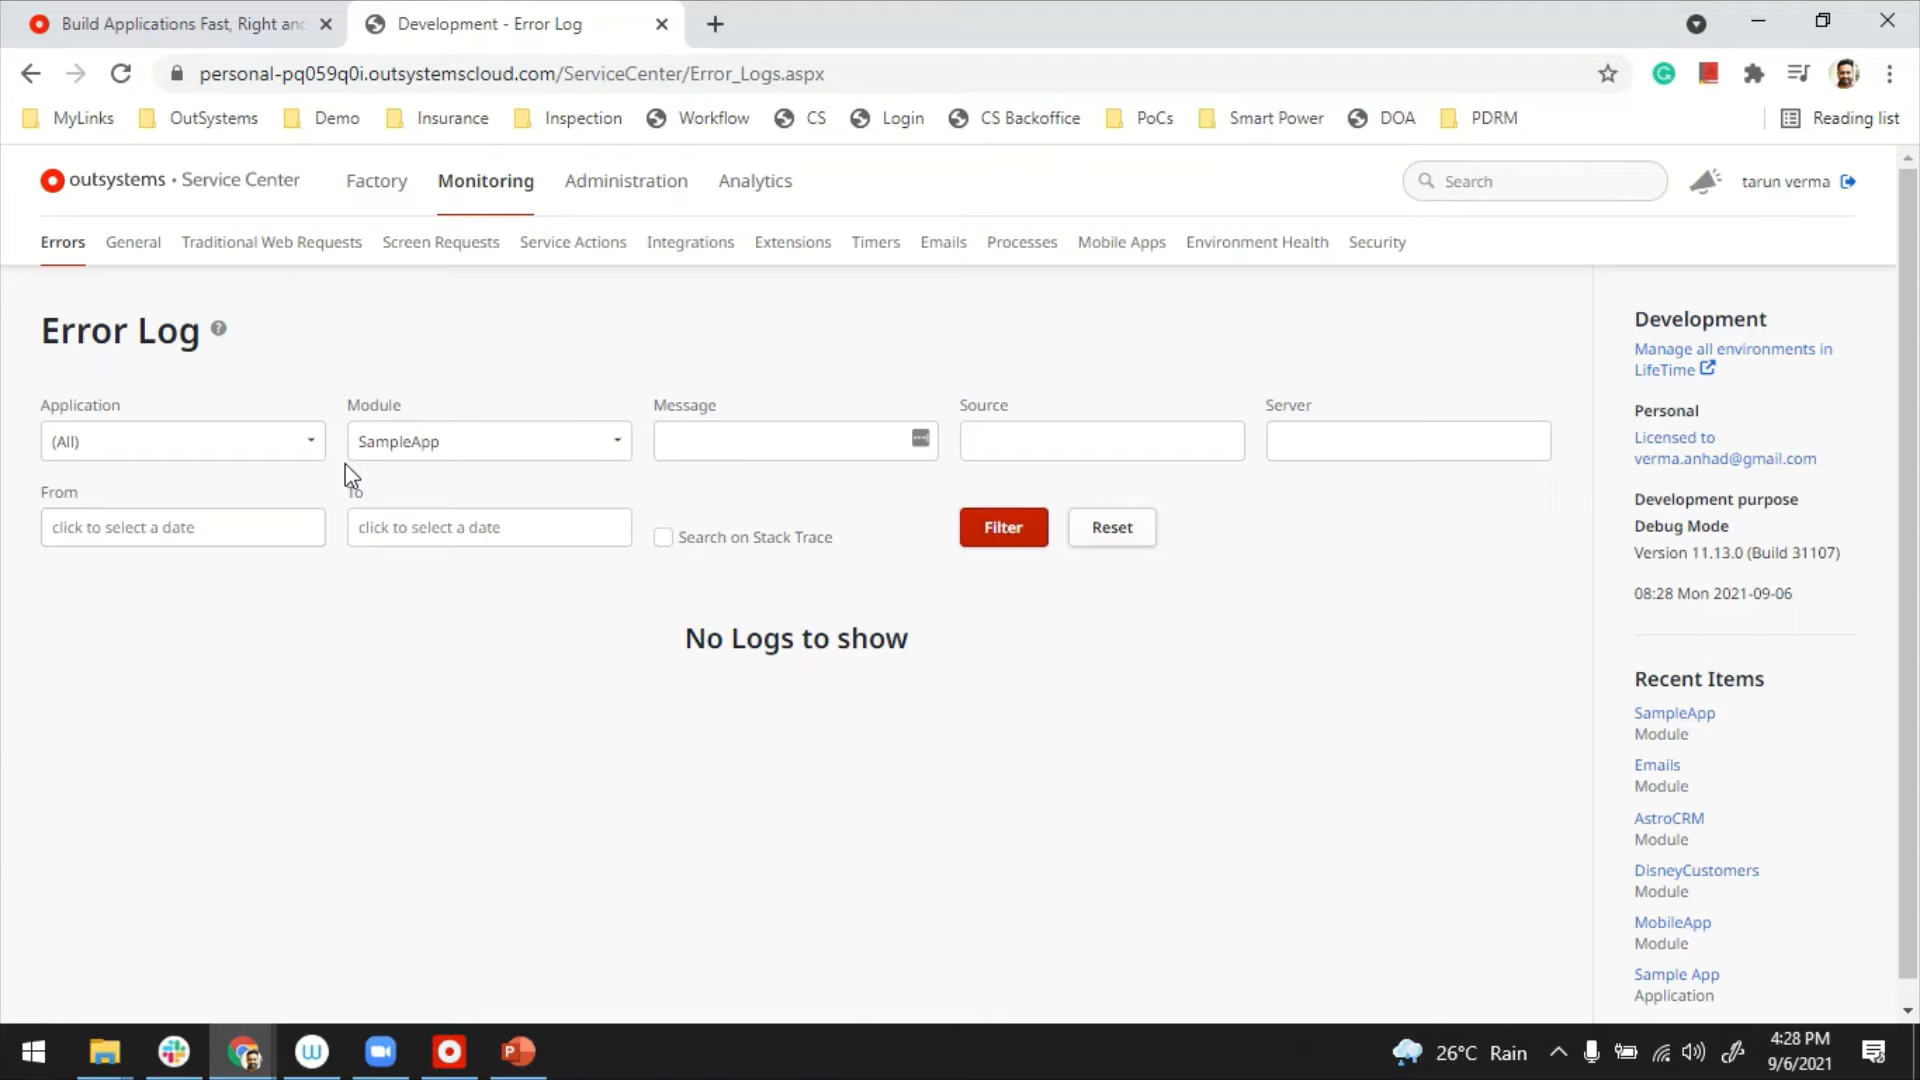 Build Applications Fast, Right and
Development - Error Log
personal-pq059q0i.outsystemscloud.com/ServiceCenter/Error_Logs.aspx
MyLinks OutSystems Demo Insurance Inspection Workflow CS Login CS Backoffice PoCs Smart Power DOA PDRM Reading list
outsystems • Service Center Factory Monitoring Administration Analytics Search tarun verma
Errors General Traditional Web Requests Screen Requests Service Actions Integrations Extensions Timers Emails Processes Mobile Apps Environment Health Security
Error Log ?
Application Module Message Source Server
(All) SampleApp
From To
click to select a date click to select a date Search on Stack Trace Filter Reset
No Logs to show
Development
Manage all environments in
LifeTime
Personal
Licensed to
verma.anhad@gmail.com
Development purpose
Debug Mode
Version 11.13.0 (Build 31107)
08:28 Mon 2021-09-06
Recent Items
SampleApp
Module
Emails
Module
AstroCRM
Module
DisneyCustomers
Module
MobileApp
Module
Sample App
Application
26°C Rain
4:28 PM
9/6/2021